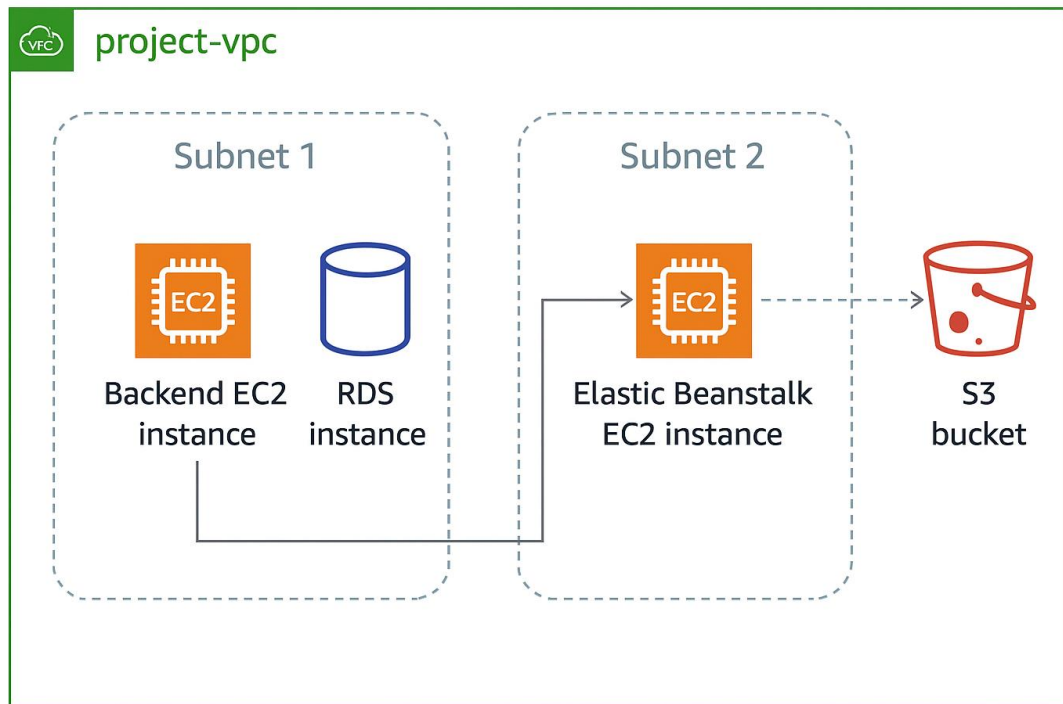 VFC
project-vpc
Subnet 1
Subnet 2
EC2
EC2
Backend EC2
instance
RDS
instance
Elastic Beanstalk
EC2 instance
S3
bucket